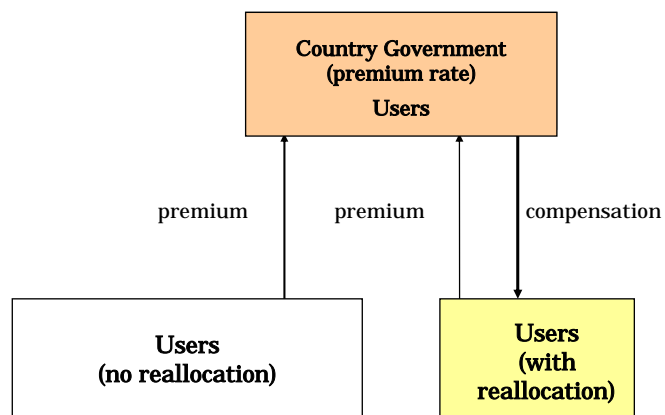 Country Government
(premium rate)
Users
premium
premium
compensation
Users
(no reallocation)
Users
(with
reallocation)